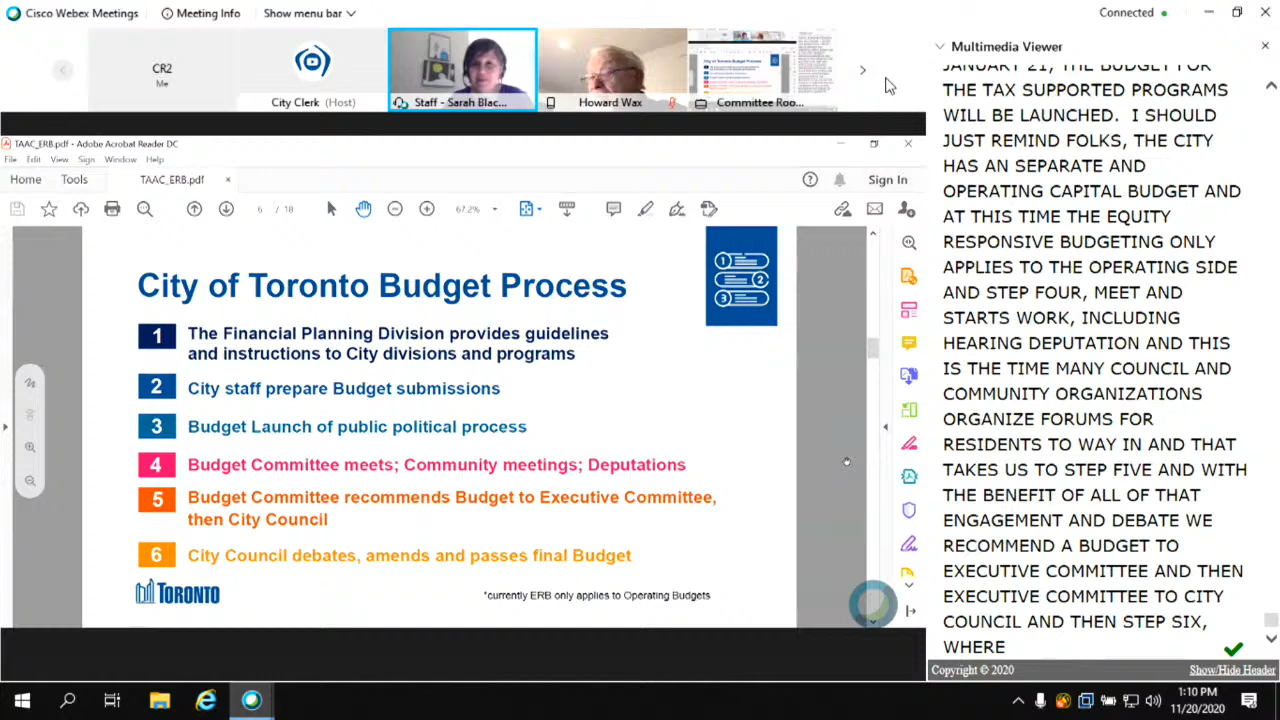 Cisco Webex Meetings
Meeting Info
Show menu bar
Connected
CR2
Me
City Clerk (Host)
Staff - Sarah Blac...
Howard Wax
Committee Roo...
TAAC_ERB.pdf - Adobe Acrobat Reader DC
File Edit View Sign Window Help
Home
Tools
TAAC_ERB.pdf
Sign In
6 / 18
67.2%
City of Toronto Budget Process
1 The Financial Planning Division provides guidelines
and instructions to City divisions and programs
2 City staff prepare Budget submissions
3 Budget Launch of public political process
4 Budget Committee meets; Community meetings; Deputations
5 Budget Committee recommends Budget to Executive Committee,
then City Council
6 City Council debates, amends and passes final Budget
TORONTO
*currently ERB only applies to Operating Budgets
Multimedia Viewer
THE TAX SUPPORTED PROGRAMS
WILL BE LAUNCHED. I SHOULD
JUST REMIND FOLKS, THE CITY
HAS AN SEPARATE AND
OPERATING CAPITAL BUDGET AND
AT THIS TIME THE EQUITY
RESPONSIVE BUDGETING ONLY
APPLIES TO THE OPERATING SIDE
AND STEP FOUR, MEET AND
STARTS WORK, INCLUDING
HEARING DEPUTATION AND THIS
IS THE TIME MANY COUNCIL AND
COMMUNITY ORGANIZATIONS
ORGANIZE FORUMS FOR
RESIDENTS TO WAY IN AND THAT
TAKES US TO STEP FIVE AND WITH
THE BENEFIT OF ALL OF THAT
ENGAGEMENT AND DEBATE WE
RECOMMEND A BUDGET TO
EXECUTIVE COMMITTEE AND THEN
EXECUTIVE COMMITTEE TO CITY
COUNCIL AND THEN STEP SIX,
WHERE
Copyright © 2020
Show/Hide Header
1:10 PM
11/20/2020